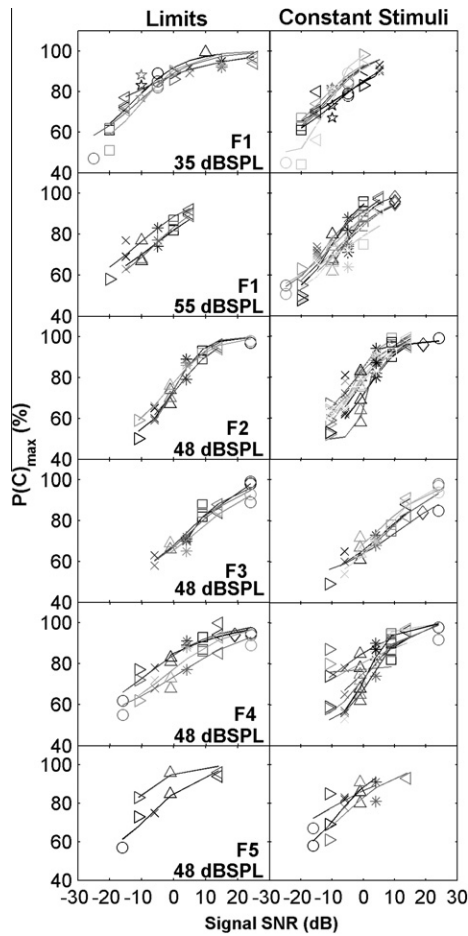 Limits Constant Stimuli
100
80
60
40
F1
35 dBSPL
100
80
60
40
F1
55 dBSPL
100
80
60
40
F2
48 dBSPL
100
80
60
40
F3
48 dBSPL
100
80
60
40
F4
48 dBSPL
100
80
60
40
F5
48 dBSPL
P(C)max (%)
-30 -20 -10 0 10 20 -30 -20 -10 0 10 20 30
Signal SNR (dB) Signal SNR (dB)